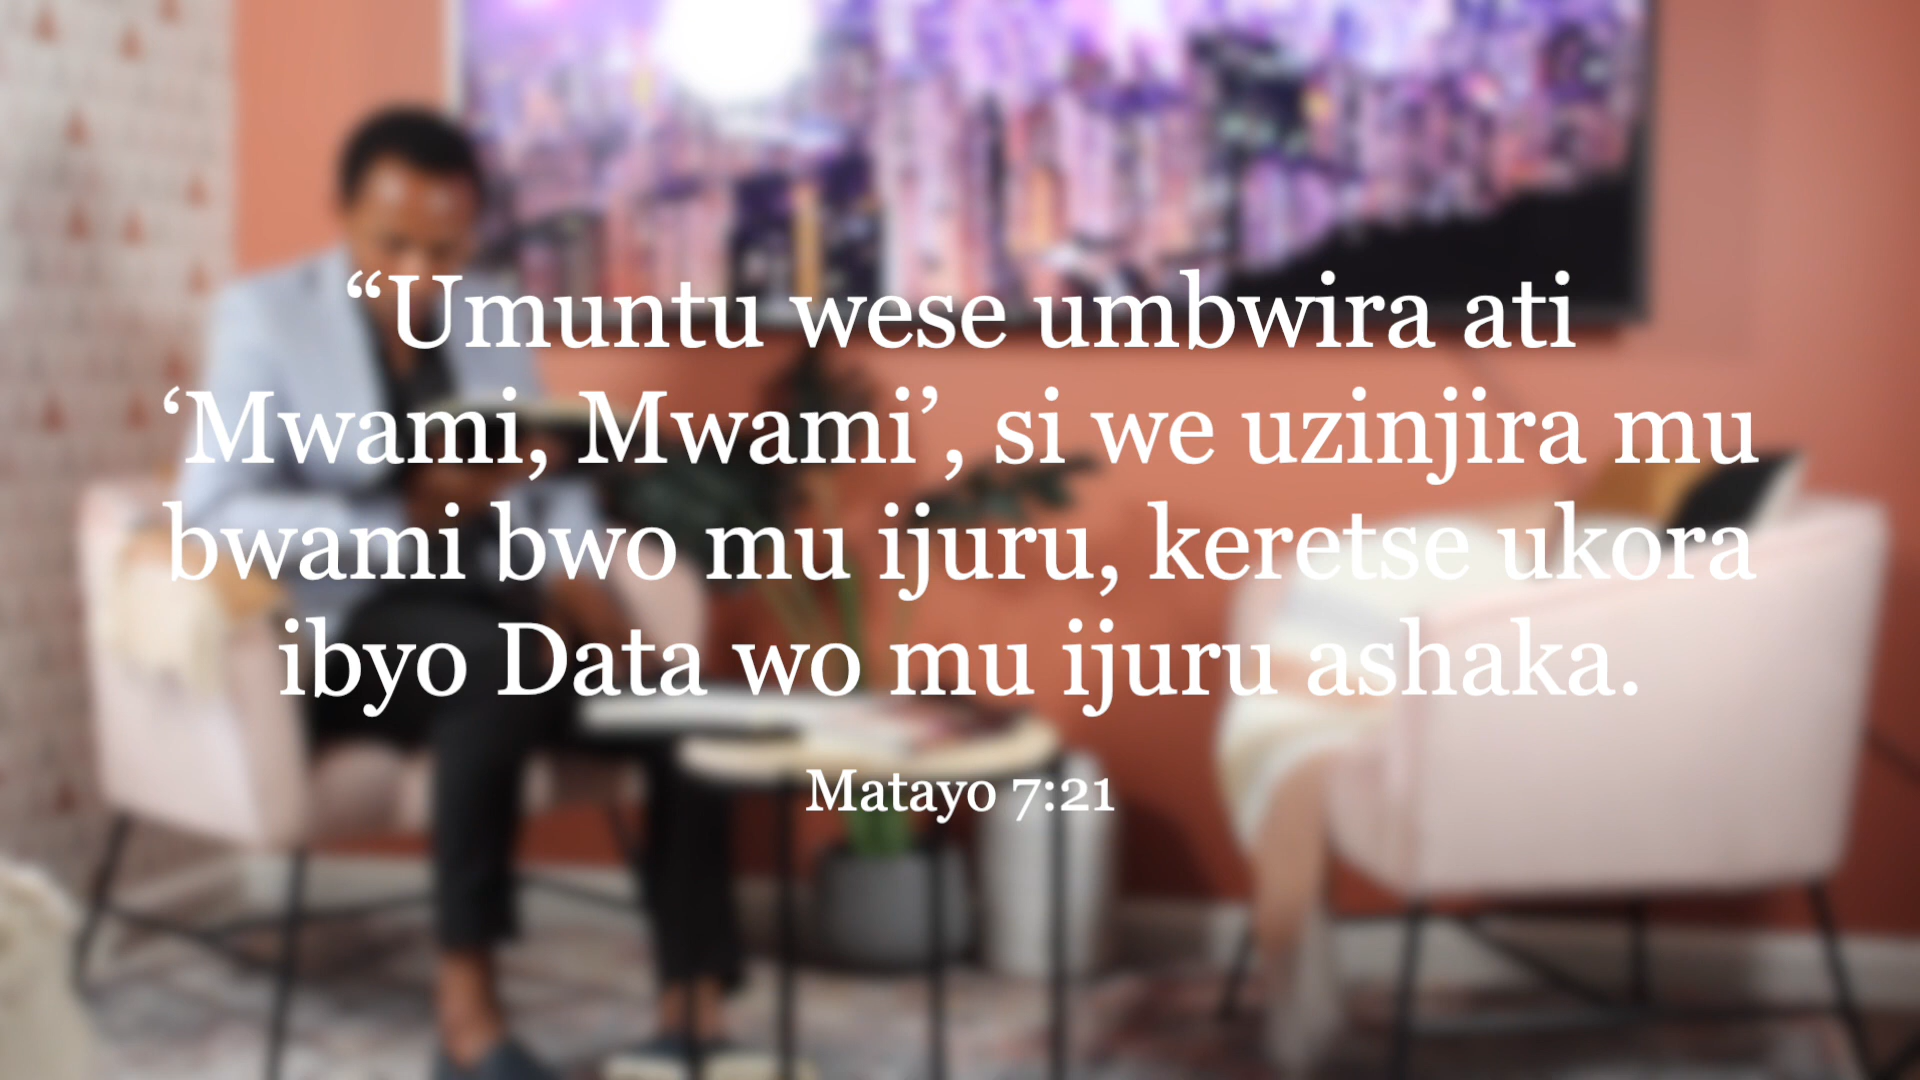 “Umuntu wese umbwira ati
‘Mwami, Mwami’, si we uzinjira mu
bwami bwo mu ijuru, keretse ukora
ibyo Data wo mu ijuru ashaka.
Matayo 7:21